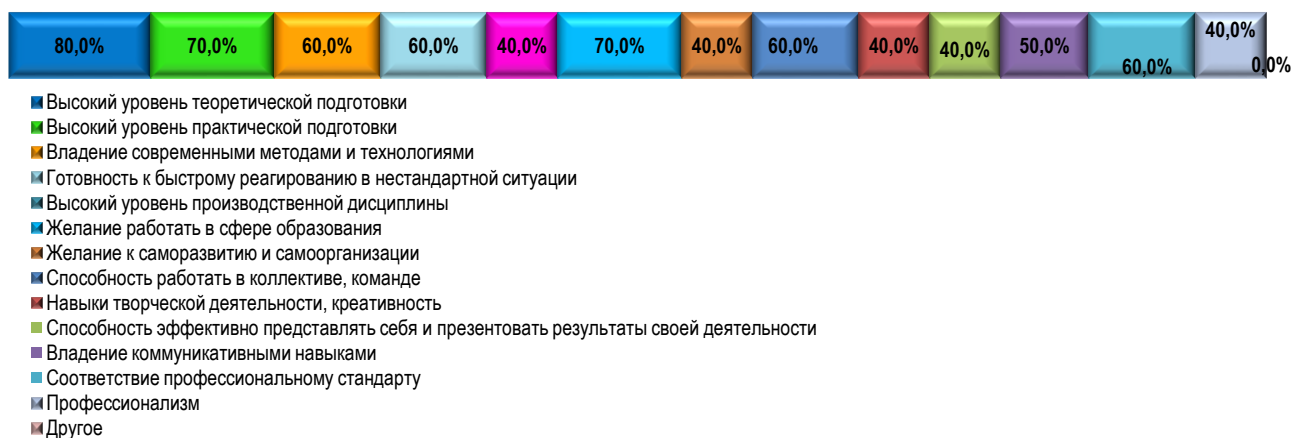 80,0% 70,0% 60,0% 60,0% 40,0% 70,0% 40,0% 60,0% 40,0% 40,0% 50,0% 60,0% 40,0% 0,0%
Высокий уровень теоретической подготовки
Высокий уровень практической подготовки
Владение современными методами и технологиями
Готовность к быстрому реагированию в нестандартной ситуации
Высокий уровень производственной дисциплины
Желание работать в сфере образования
Желание к саморазвитию и самоорганизации
Способность работать в коллективе, команде
Навыки творческой деятельности, креативность
Способность эффективно представлять себя и презентовать результаты своей деятельности
Владение коммуникативными навыками
Соответствие профессиональному стандарту
Профессионализм
Другое